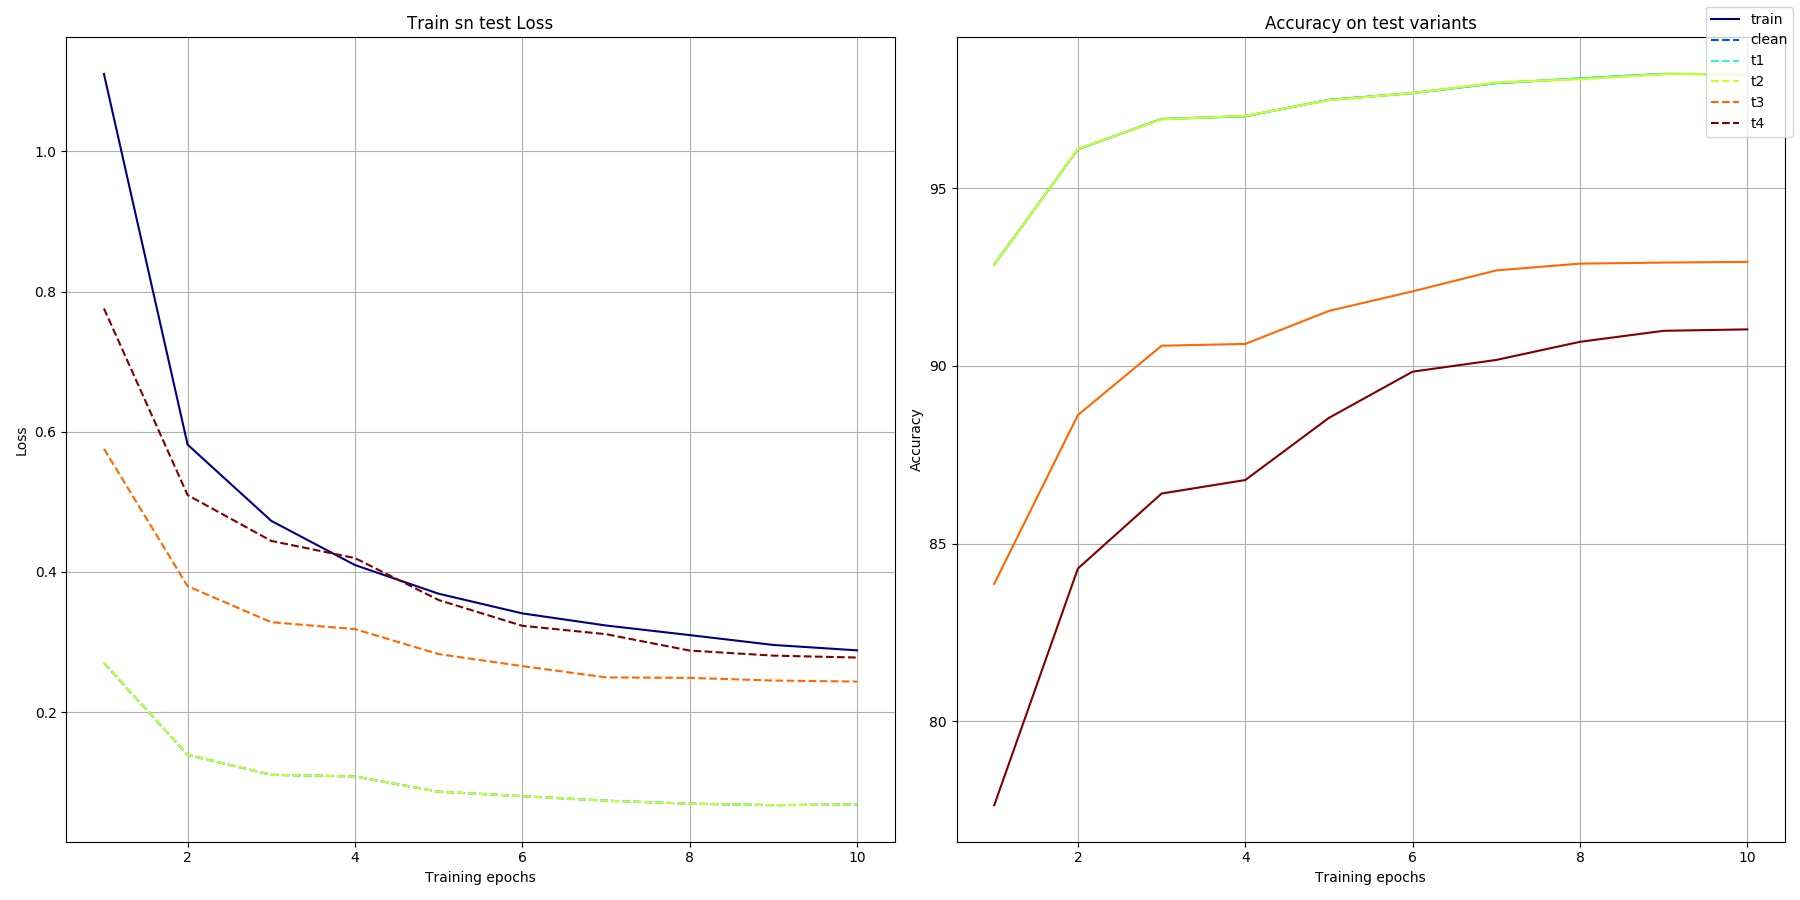 Train sn test Loss
Loss
1.0
0.8
0.6
0.4
0.2
2 4 6 8 10
Training epochs
Accuracy on test variants
Accuracy
95
90
85
80
2 4 6 8 10
Training epochs
train
clean
t1
t2
t3
t4